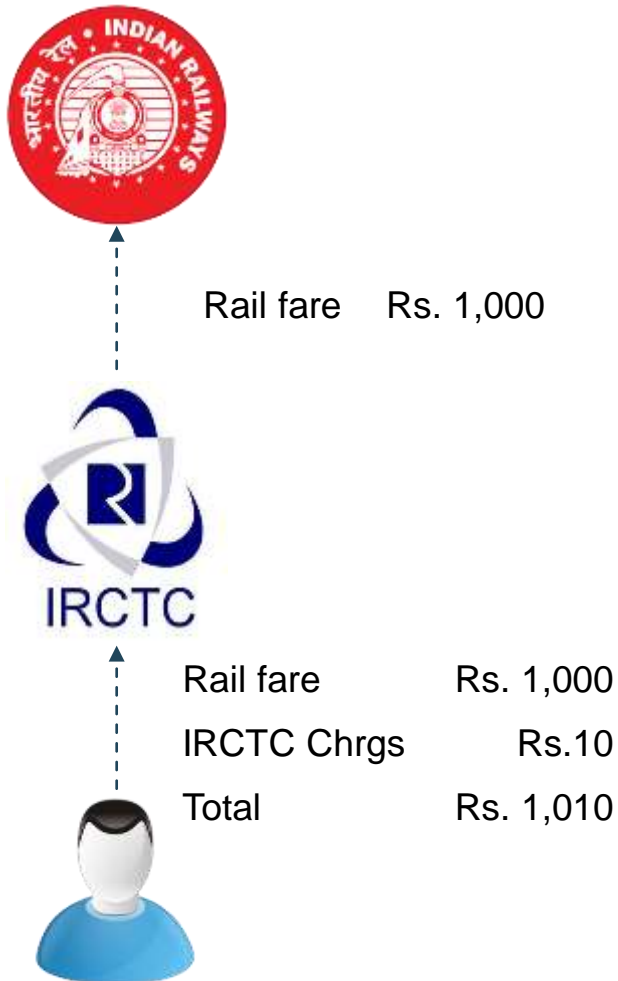 भारतीय रेल • INDIAN RAILWAYS
Rail fare Rs. 1,000
IRCTC
Rail fare Rs. 1,000
IRCTC Chrgs Rs.10
Total Rs. 1,010